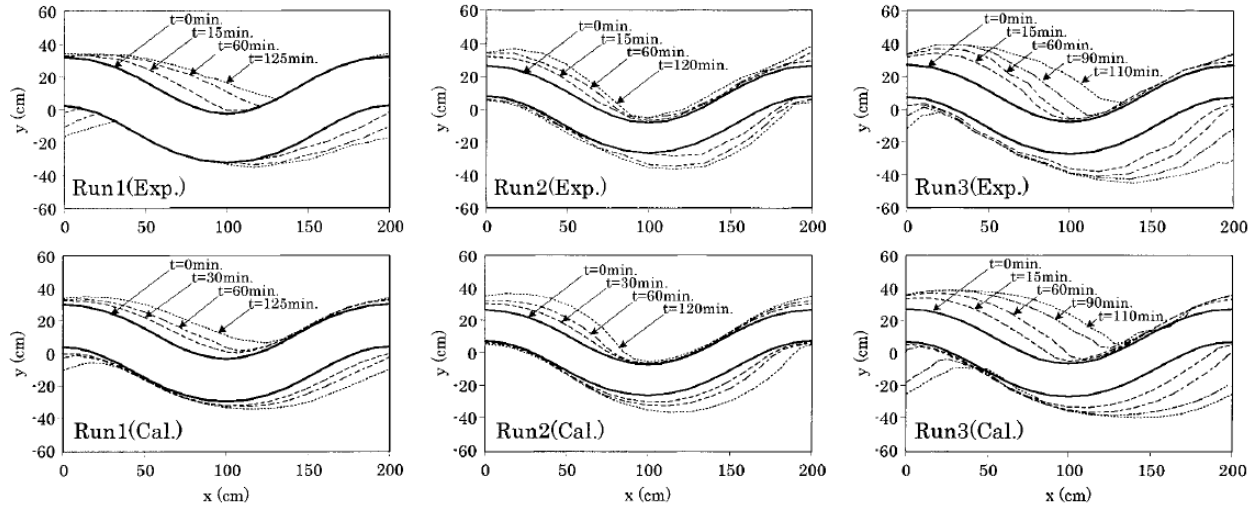 60
40
20
0
-20
-40
-60
y (cm)
t=0min.
t=15min.
t=60min.
t=125min.
Run1(Exp.)
0 50 100 150 200
60
40
20
0
-20
-40
-60
y (cm)
t=0min.
t=15min.
t=60min.
t=120min.
Run2(Exp.)
0 50 100 150 200
60
40
20
0
-20
-40
-60
y (cm)
t=0min.
t=15min.
t=60min.
t=90min.
t=110min.
Run3(Exp.)
0 50 100 150 200
60
40
20
0
-20
-40
-60
y (cm)
t=0min.
t=30min.
t=60min.
t=125min.
Run1(Cal.)
0 50 100 150 200
x (cm)
60
40
20
0
-20
-40
-60
y (cm)
t=0min.
t=30min.
t=60min.
t=120min.
Run2(Cal.)
0 50 100 150 200
x (cm)
60
40
20
0
-20
-40
-60
y (cm)
t=0min.
t=15min.
t=60min.
t=90min.
t=110min.
Run3(Cal.)
0 50 100 150 200
x (cm)